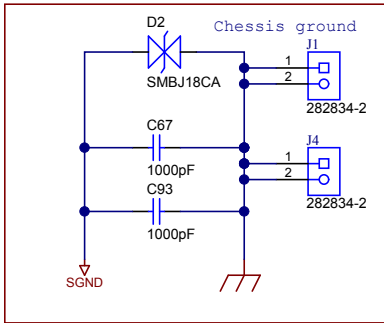 D2
Chessis ground
SMBJ18CA
J1
1
2
282834-2
C67
1000pF
J4
1
2
282834-2
C93
1000pF
SGND